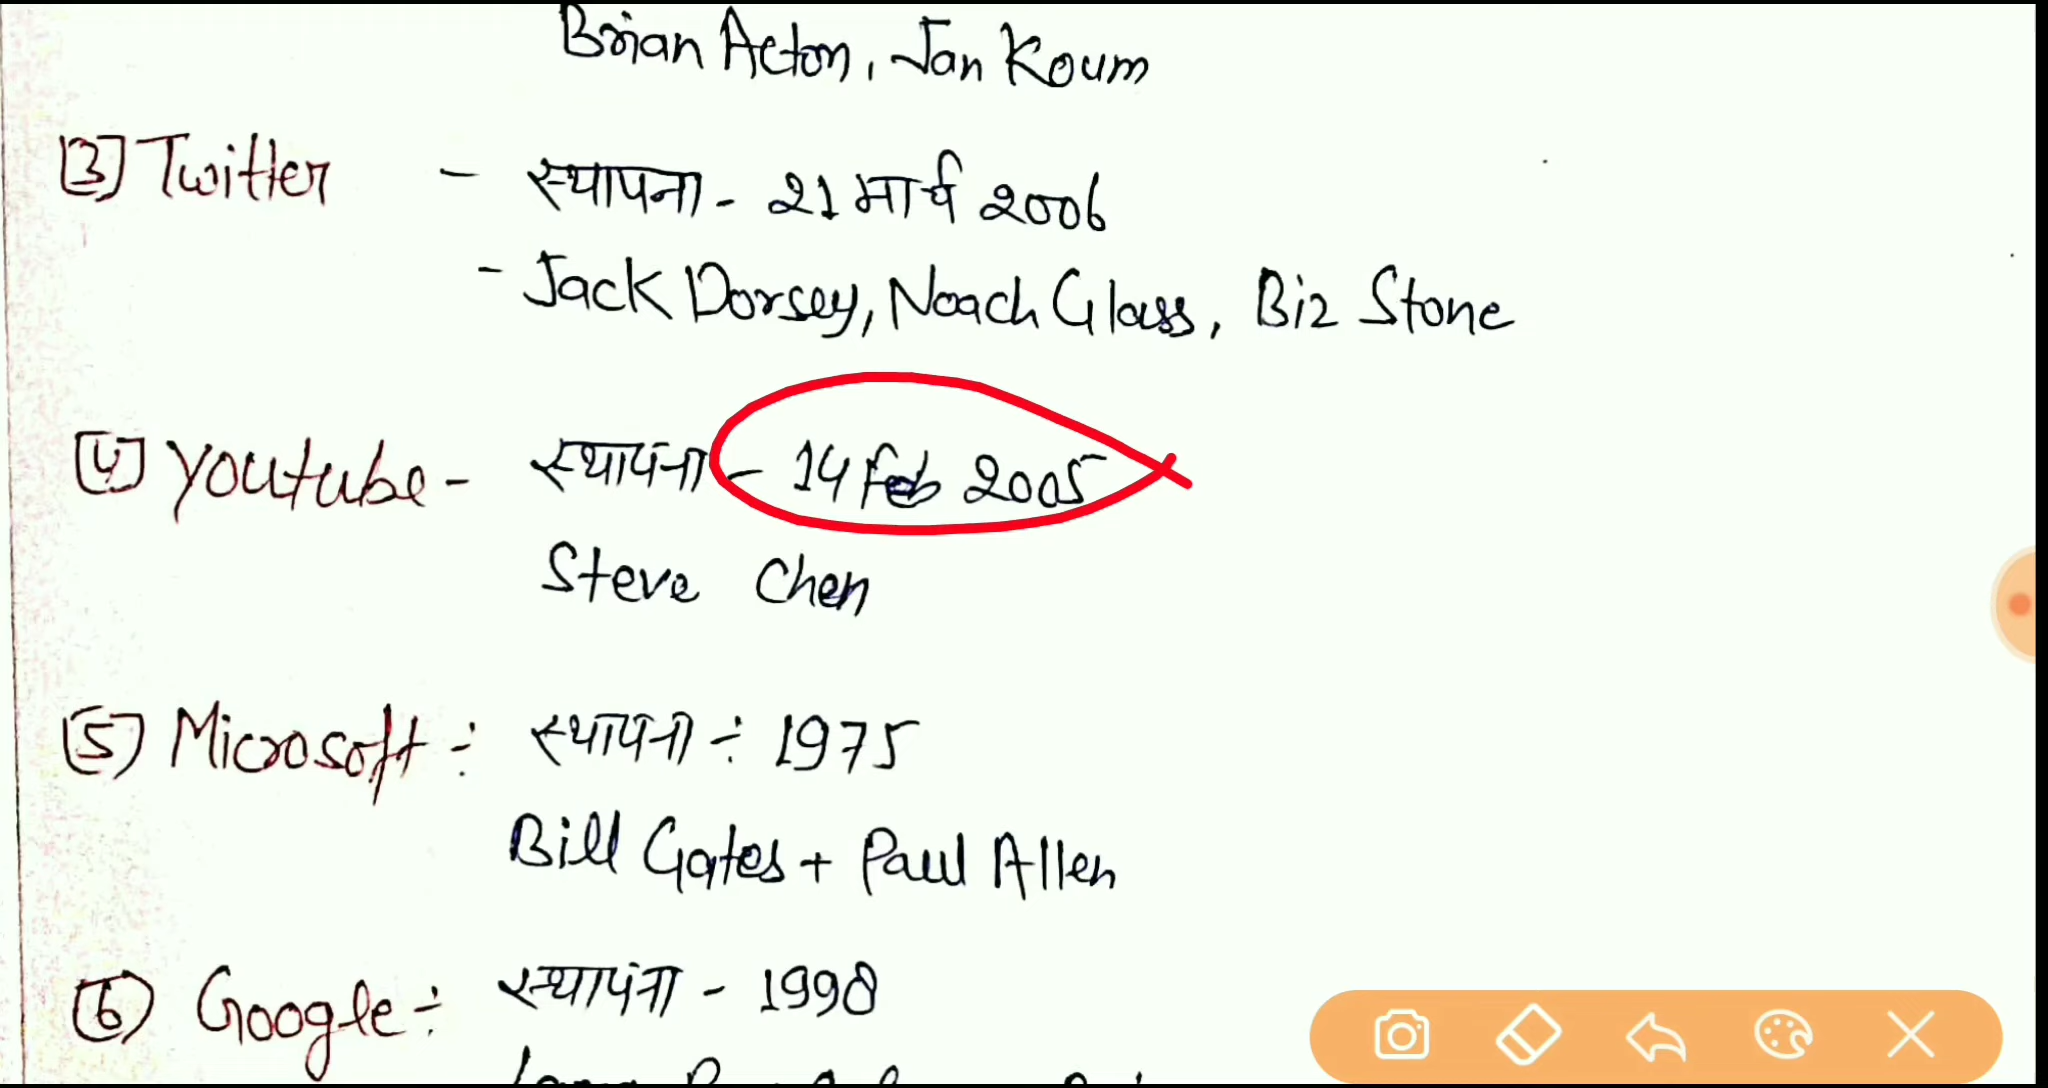 Brian Acton, Jan Koum
[3] Twitter - स्थापना - 21 मार्च 2006
- Jack Dorsey, Noach Glass, Biz Stone
[4] Youtube - स्थापना - 14 Feb 2005
Steve Chen
[5] Microsoft ÷ स्थापना ÷ 1975
Bill Gates + Paul Allen
[6] Google ÷ स्थापना - 1998